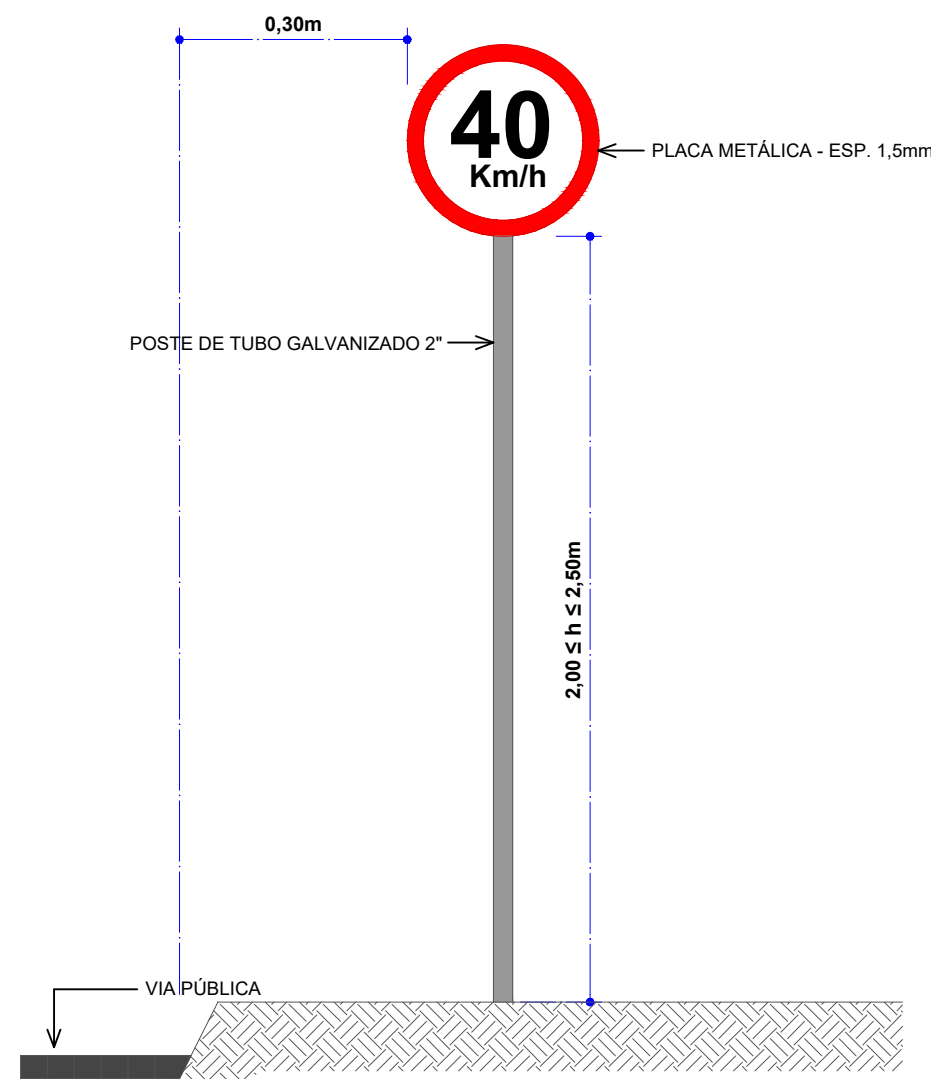 0,30m
40
Km/h
PLACA METÁLICA - ESP. 1,5mm
POSTE DE TUBO GALVANIZADO 2"
2,00 ≤ h ≤ 2,50m
VIA PÚBLICA